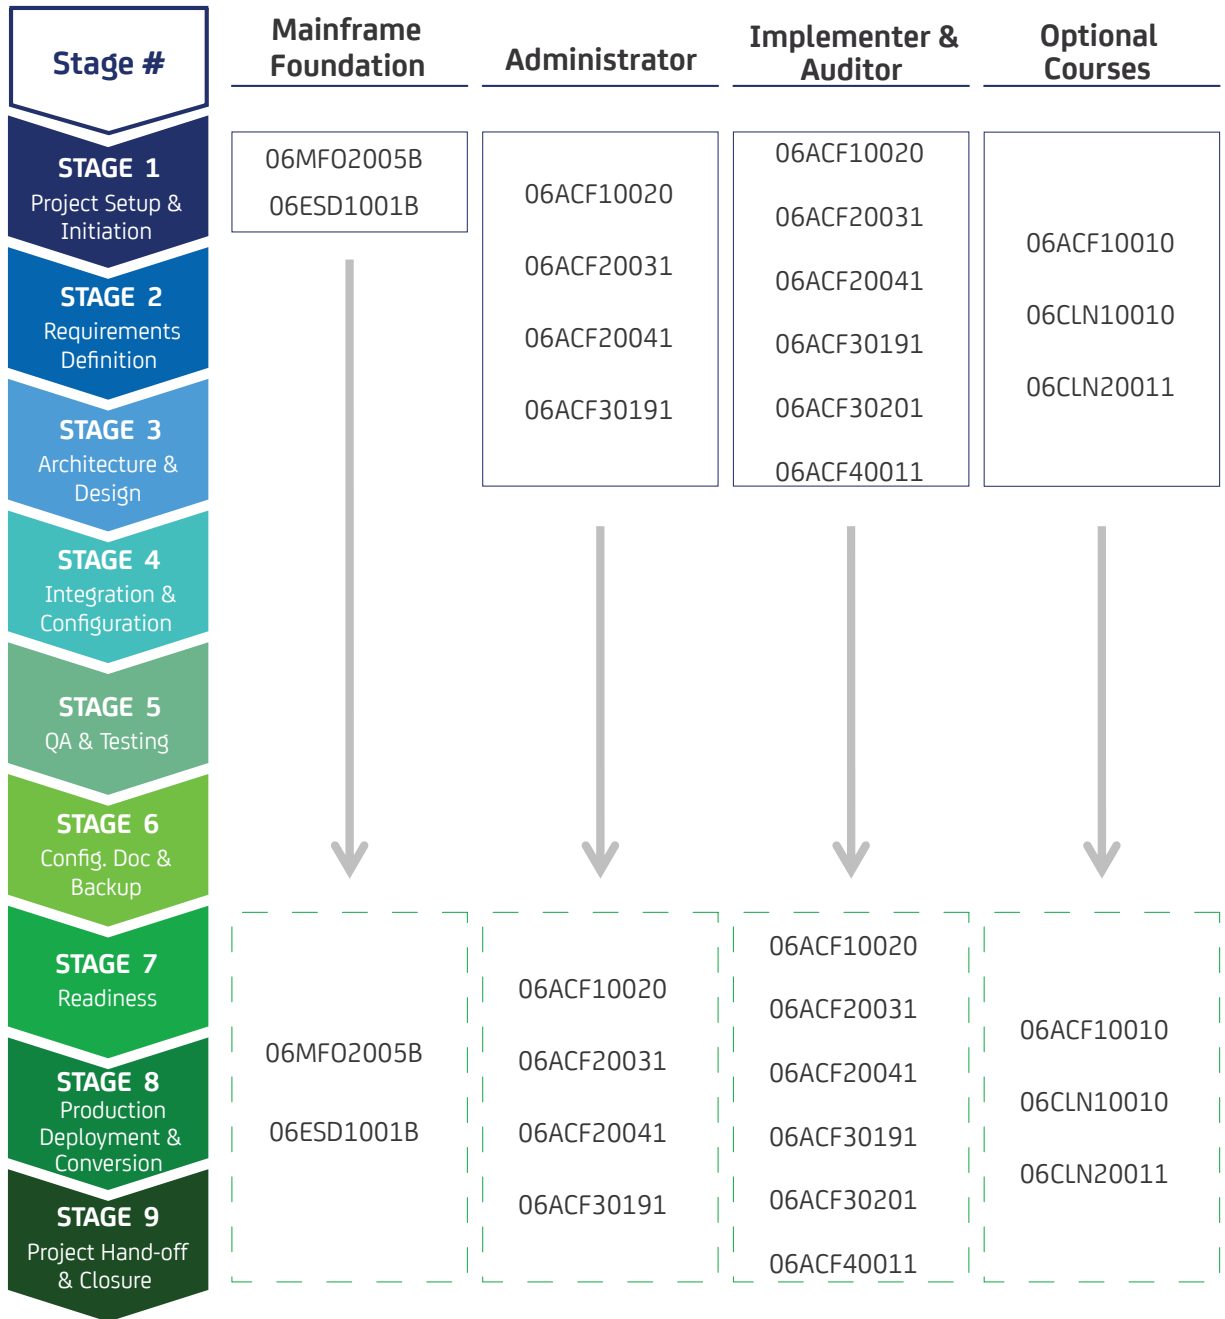 Stage #
Mainframe
Foundation
Administrator
Implementer &
Auditor
Optional
Courses
STAGE 1
Project Setup &
Initiation
STAGE 2
Requirements
Definition
STAGE 3
Architecture &
Design
STAGE 4
Integration &
Configuration
STAGE 5
QA & Testing
STAGE 6
Config. Doc &
Backup
STAGE 7
Readiness
STAGE 8
Production
Deployment &
Conversion
STAGE 9
Project Hand-off
& Closure
06MFO2005B
06ESD1001B
06ACF10020
06ACF20031
06ACF20041
06ACF30191
06ACF10020
06ACF20031
06ACF20041
06ACF30191
06ACF30201
06ACF40011
06ACF10010
06CLN10010
06CLN20011
06MFO2005B
06ESD1001B
06ACF10020
06ACF20031
06ACF20041
06ACF30191
06ACF10020
06ACF20031
06ACF20041
06ACF30191
06ACF30201
06ACF40011
06ACF10010
06CLN10010
06CLN20011